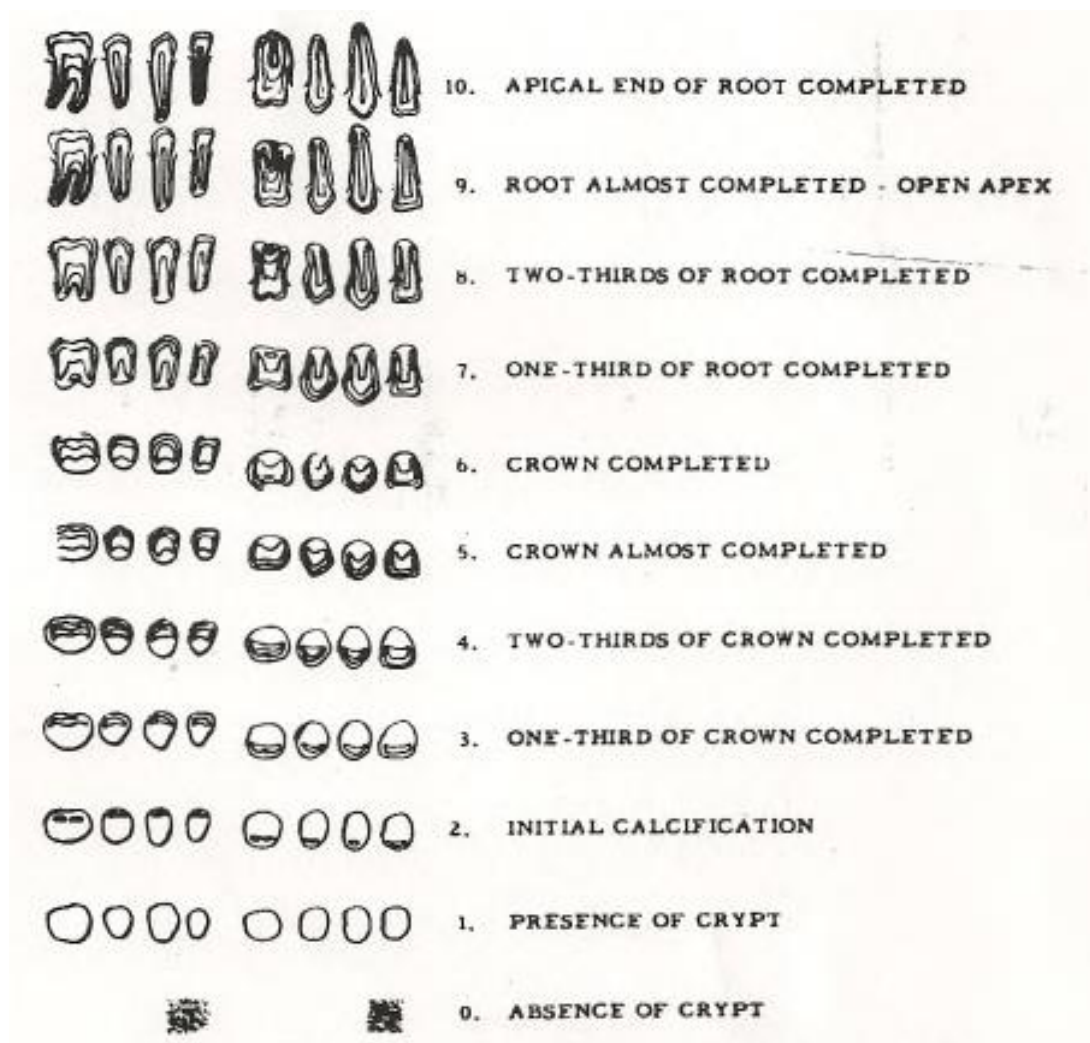 10. APICAL END OF ROOT COMPLETED
9. ROOT ALMOST COMPLETED - OPEN APEX
8. TWO-THIRDS OF ROOT COMPLETED
7. ONE-THIRD OF ROOT COMPLETED
6. CROWN COMPLETED
5. CROWN ALMOST COMPLETED
4. TWO-THIRDS OF CROWN COMPLETED
3. ONE-THIRD OF CROWN COMPLETED
2. INITIAL CALCIFICATION
1. PRESENCE OF CRYPT
0. ABSENCE OF CRYPT